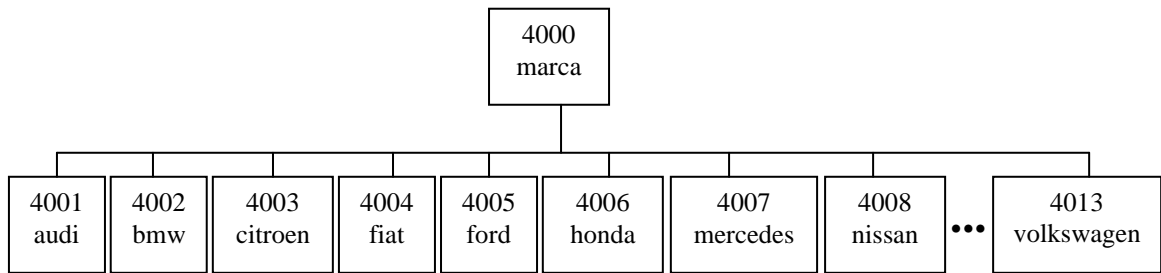 4000
marca
4001
audi
4002
bmw
4003
citroen
4004
fiat
4005
ford
4006
honda
4007
mercedes
4008
nissan
•••
4013
volkswagen